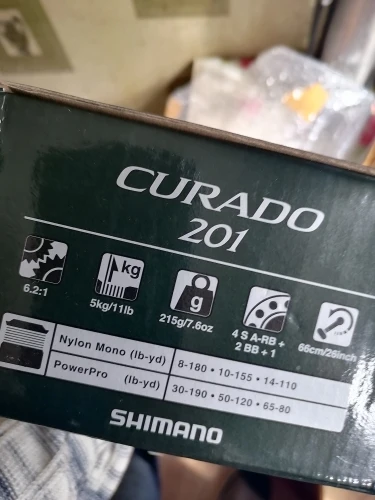 CURADO
201
kg
g
6.2:1
5kg/11lb
215g/7.6oz
4 S A-RB +
2 BB + 1
66cm/26inch
Nylon Mono (lb-yd) 8-180 • 10-155 • 14-110
PowerPro (lb-yd) 30-190 • 50-120 • 65-80
SHIMANO